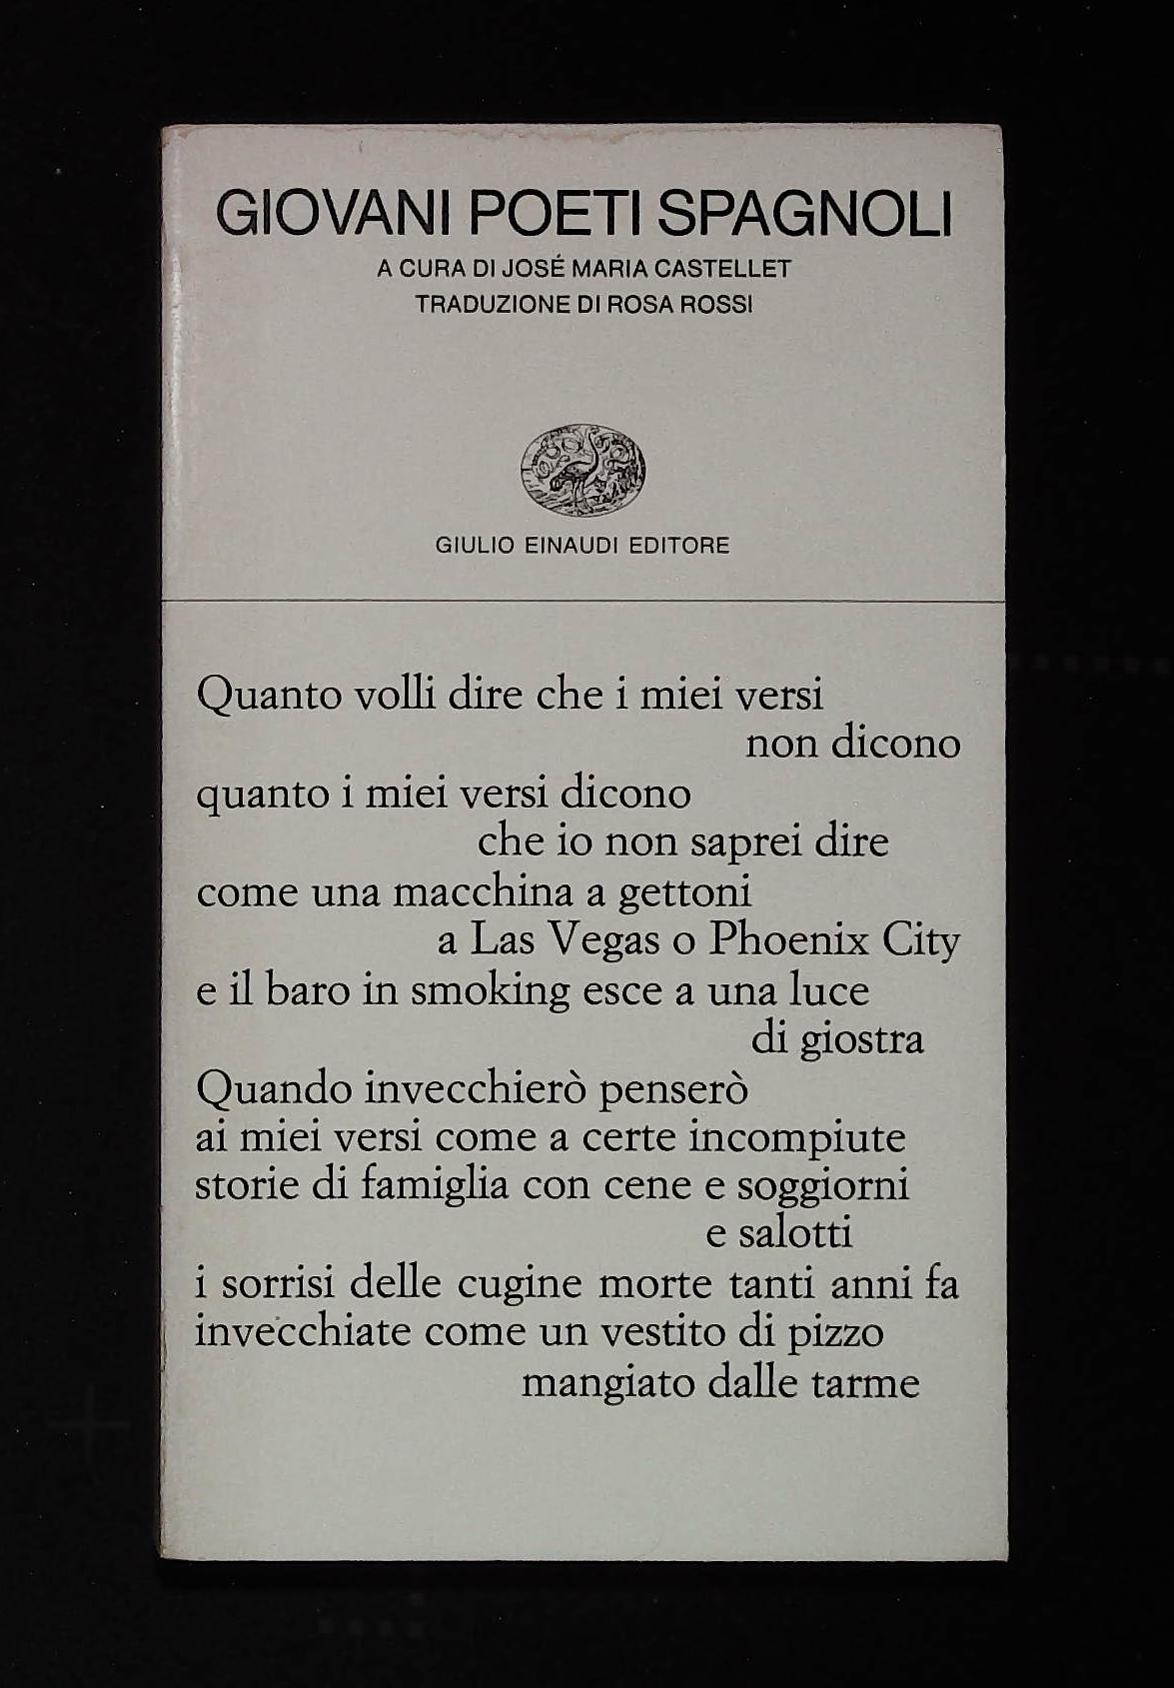 GIOVANI POETI SPAGNOLI
A CURA DI JOSÉ MARIA CASTELLET
TRADUZIONE DI ROSA ROSSI
GIULIO EINAUDI EDITORE
Quanto volli dire che i miei versi
non dicono
quanto i miei versi dicono
che io non saprei dire
come una macchina a gettoni
a Las Vegas o Phoenix City
e il baro in smoking esce a una luce
di giostra
Quando invecchierò penserò
ai miei versi come a certe incompiute
storie di famiglia con cene e soggiorni
e salotti
i sorrisi delle cugine morte tanti anni fa
invecchiate come un vestito di pizzo
mangiato dalle tarme